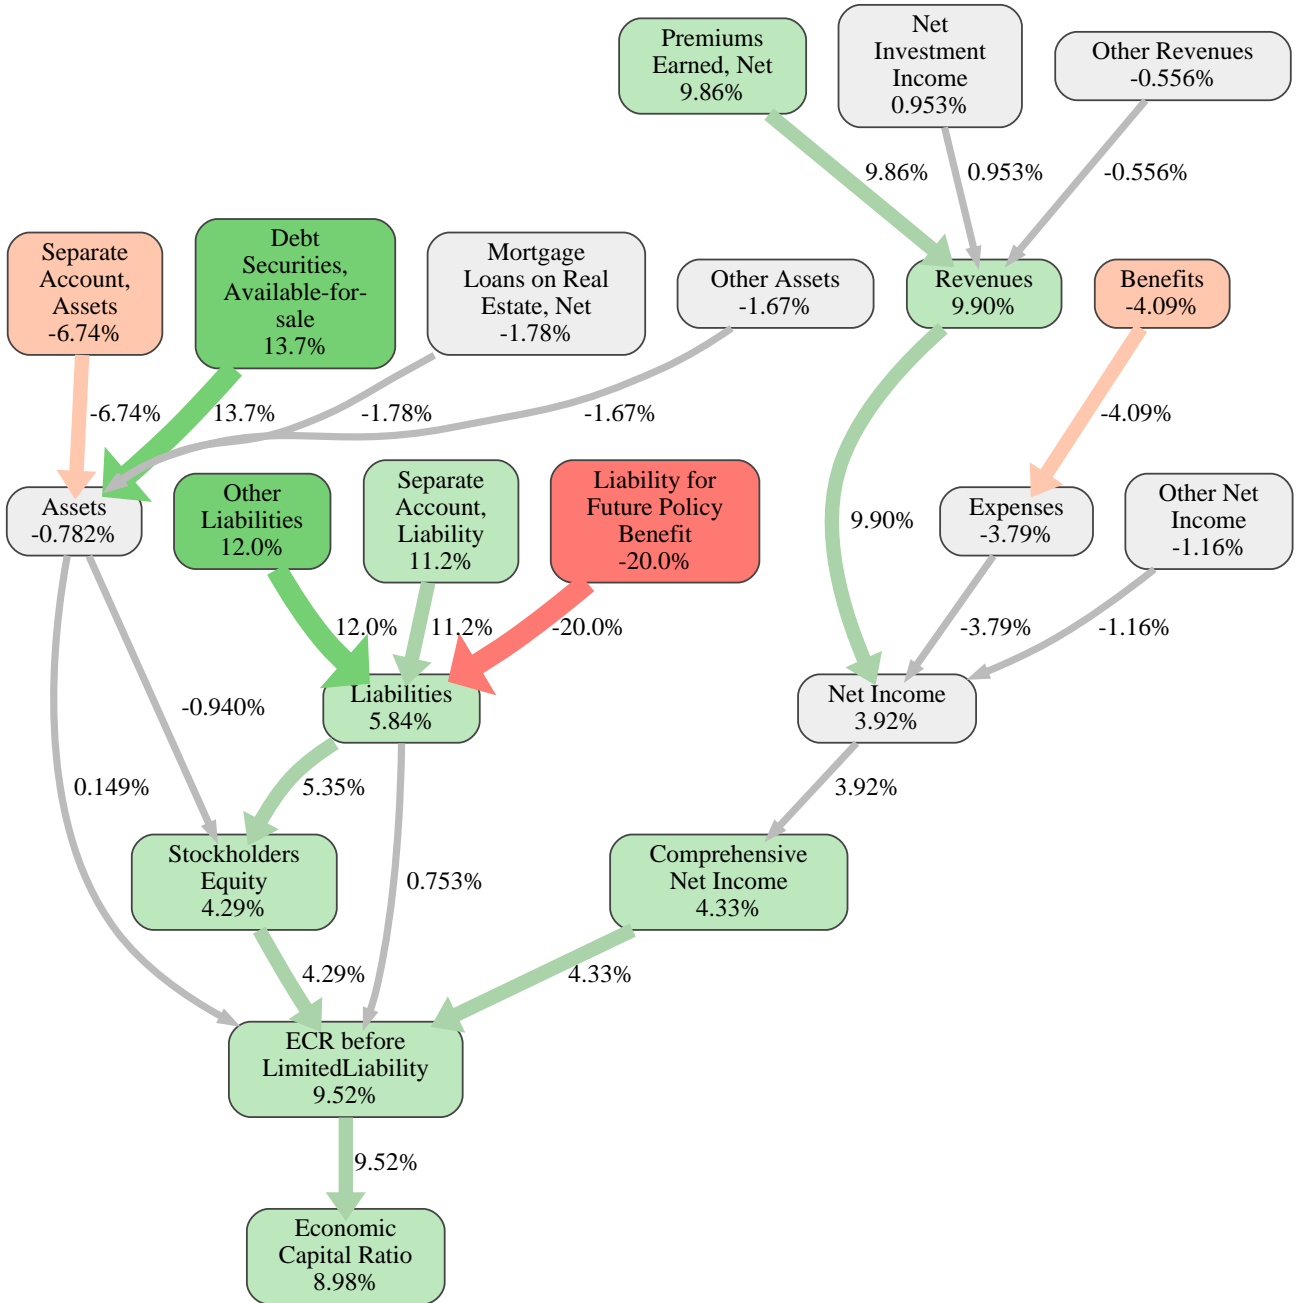 Premiums
Earned, Net
9.86%
Net
Investment
Income
0.953%
Other Revenues
-0.556%
9.86%
0.953%
-0.556%
Separate
Account,
Assets
-6.74%
Debt
Securities,
Available-for-
sale
13.7%
Mortgage
Loans on Real
Estate, Net
-1.78%
Other Assets
-1.67%
Revenues
9.90%
Benefits
-4.09%
-6.74%
13.7%
-1.78%
-1.67%
-4.09%
Assets
-0.782%
Other
Liabilities
12.0%
Separate
Account,
Liability
11.2%
Liability for
Future Policy
Benefit
-20.0%
9.90%
Expenses
-3.79%
Other Net
Income
-1.16%
12.0%
11.2%
-20.0%
-3.79%
-1.16%
-0.940%
Liabilities
5.84%
Net Income
3.92%
0.149%
5.35%
3.92%
Stockholders
Equity
4.29%
0.753%
Comprehensive
Net Income
4.33%
4.29%
4.33%
ECR before
LimitedLiability
9.52%
9.52%
Economic
Capital Ratio
8.98%